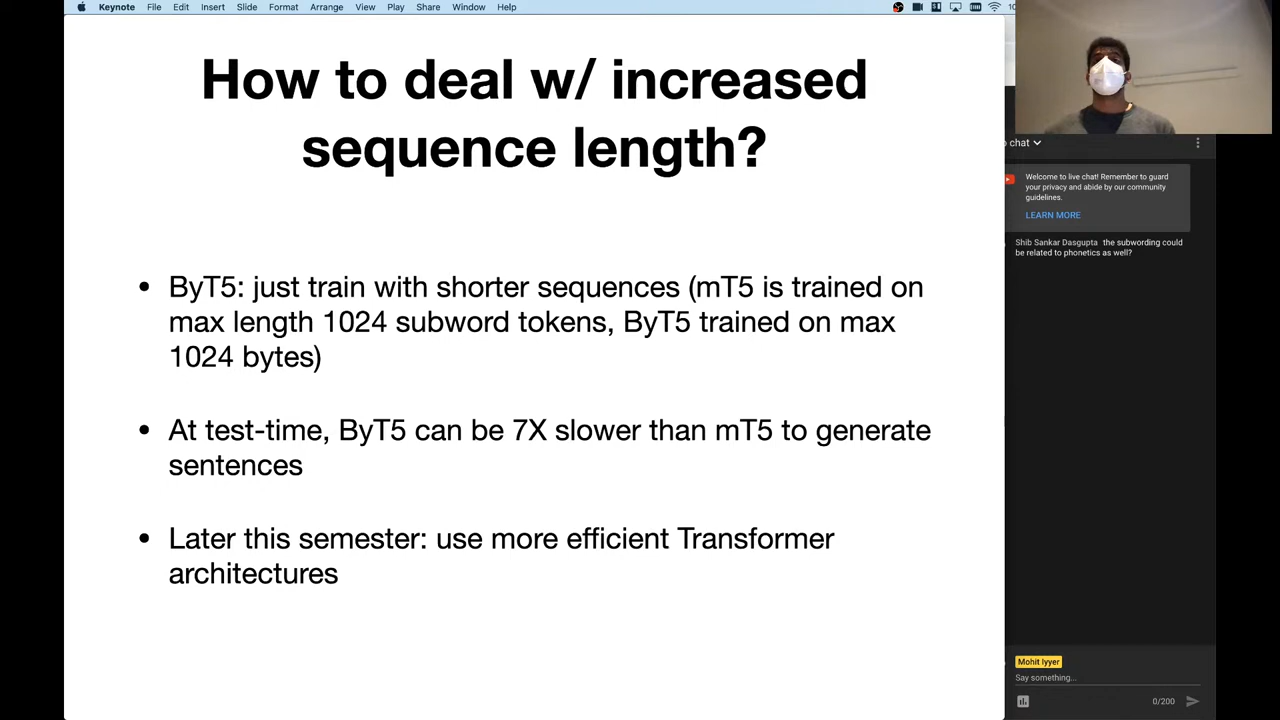 Keynote File Edit Insert Slide Format Arrange View Play Share Window Help
How to deal w/ increased
sequence length?
• ByT5: just train with shorter sequences (mT5 is trained on
max length 1024 subword tokens, ByT5 trained on max
1024 bytes)
• At test-time, ByT5 can be 7X slower than mT5 to generate
sentences
• Later this semester: use more efficient Transformer
architectures
chat
Welcome to live chat! Remember to guard
your privacy and abide by our community
guidelines.
LEARN MORE
Shib Sankar Dasgupta the subwording could
be related to phonetics as well?
Mohit Iyyer
Say something...
0/200